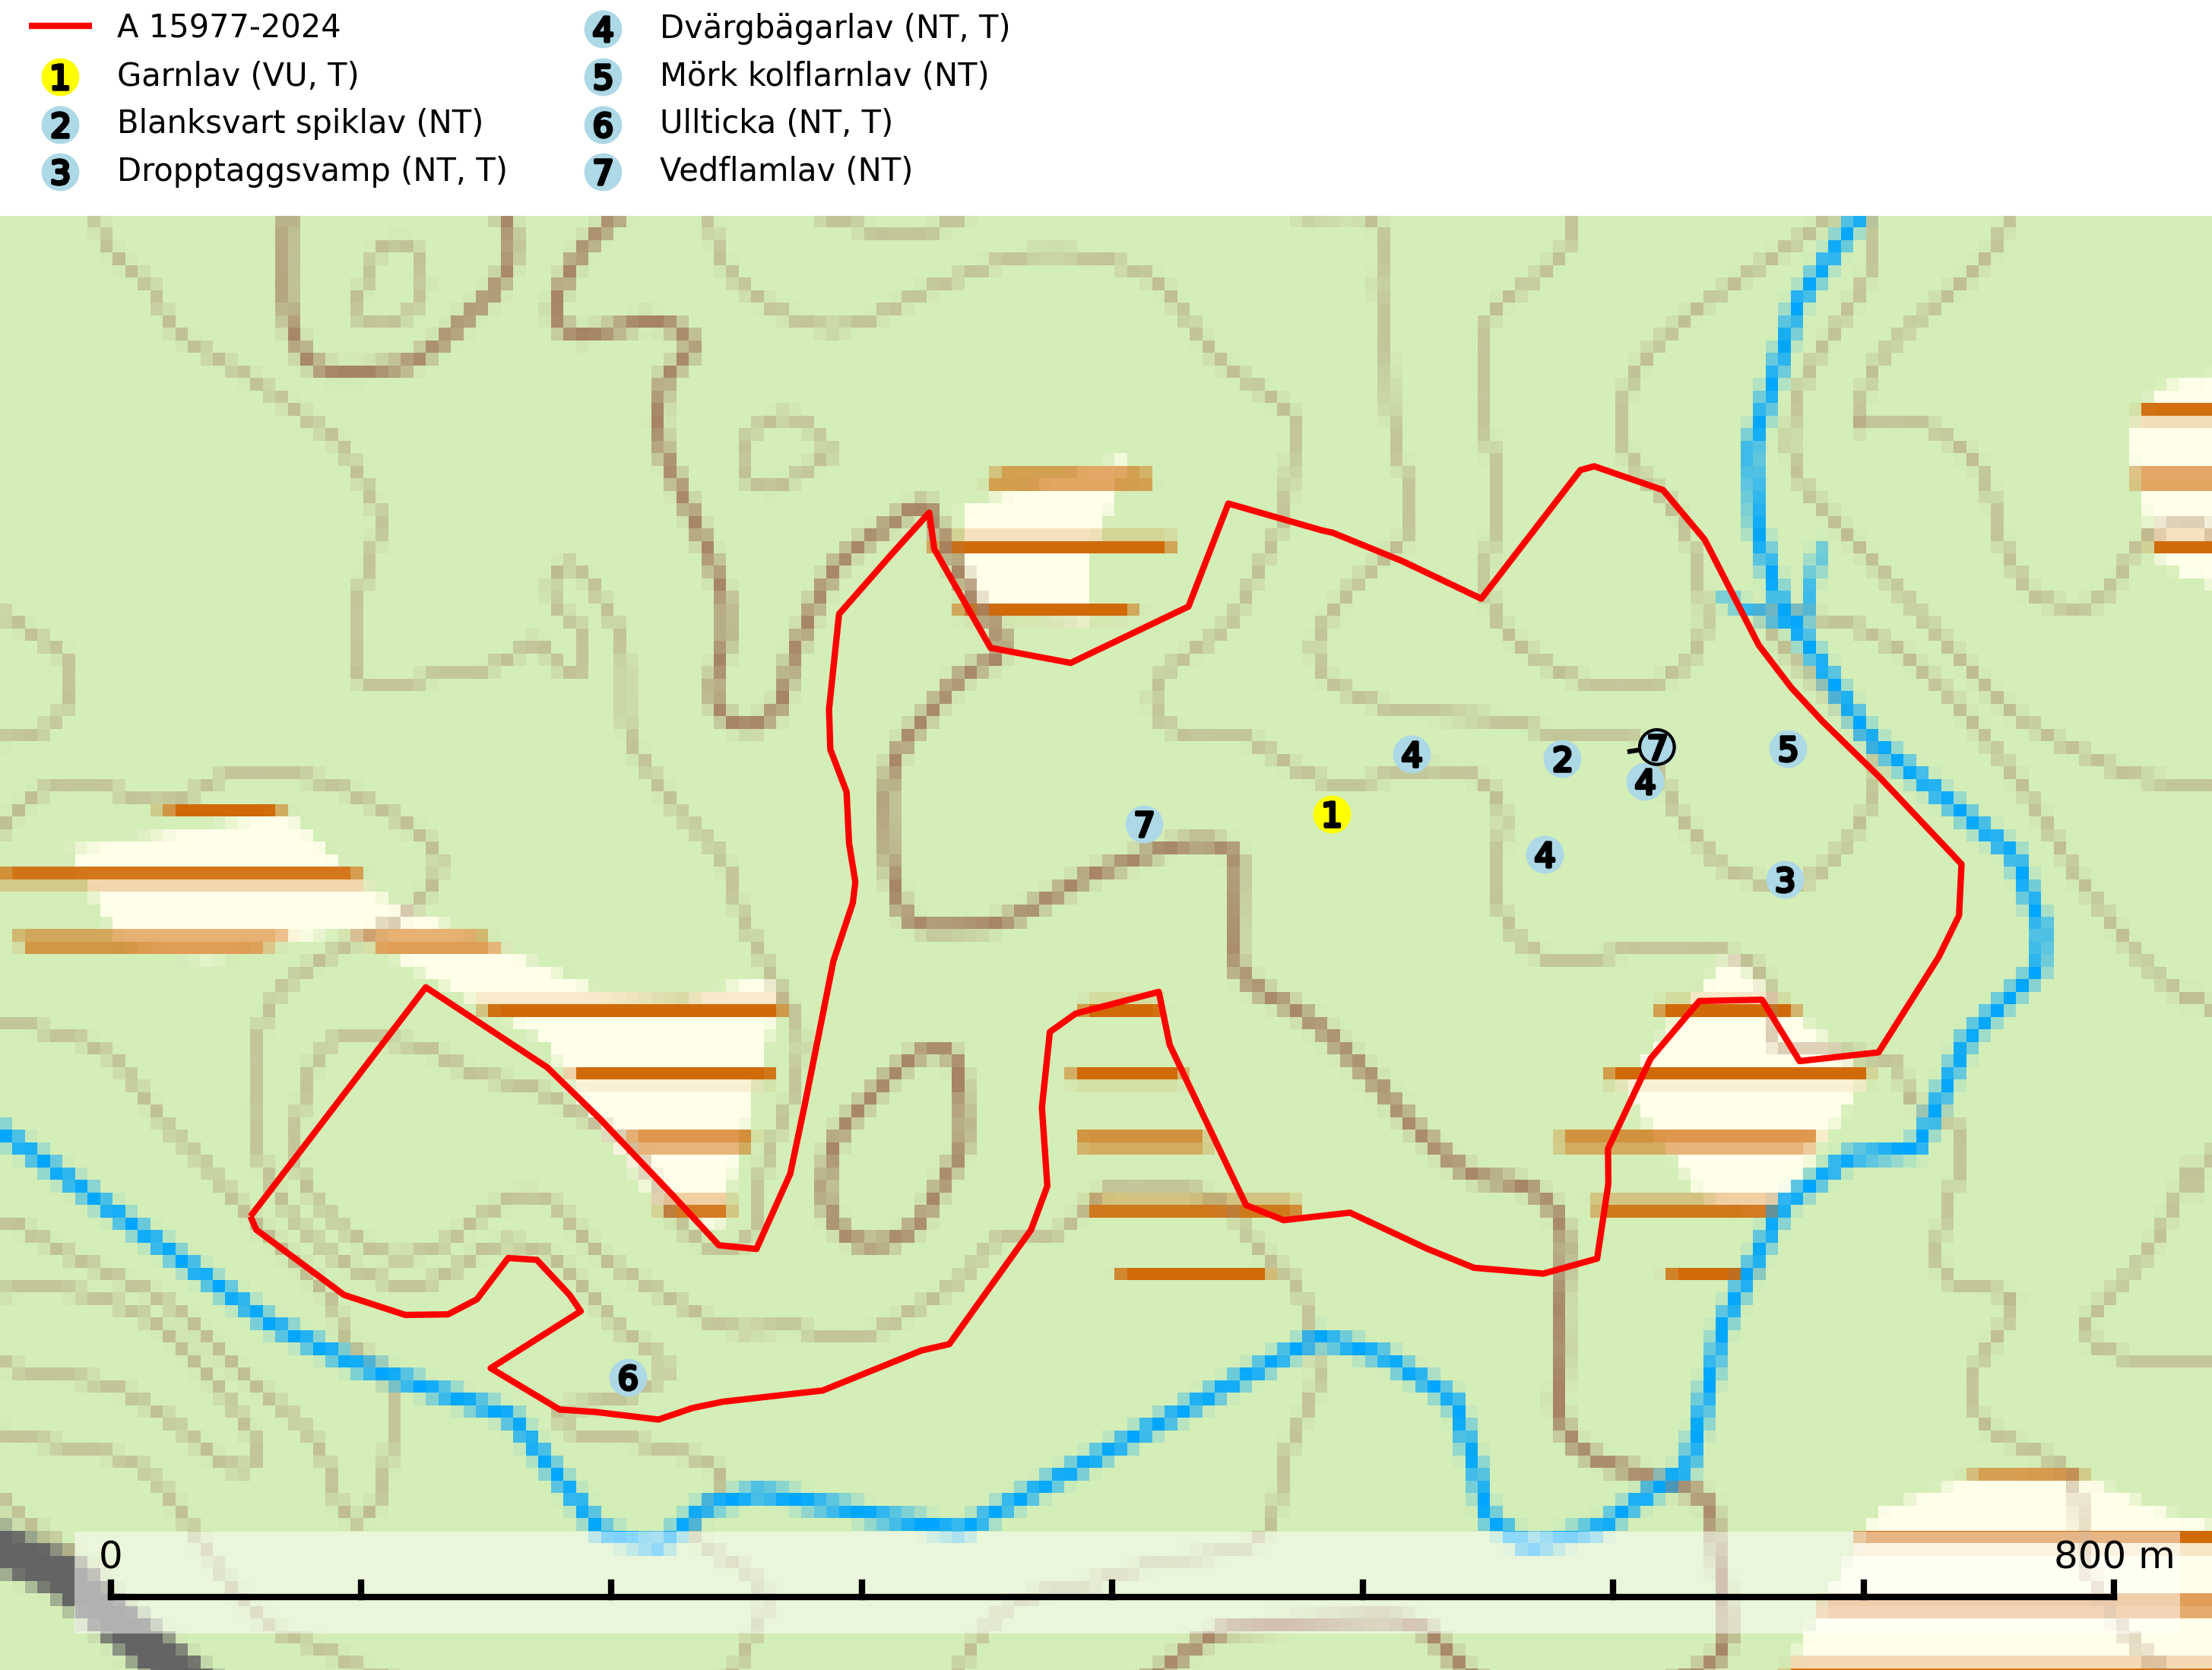 A 15977-2024
1 Garnlav (VU, T)
2 Blanksvart spiklav (NT)
3 Dropptaggsvamp (NT, T)
4 Dvärgbägarlav (NT, T)
5 Mörk kolflarnlav (NT)
6 Ullticka (NT, T)
7 Vedflamlav (NT)
4
2
7
5
4
7
1
4
3
6
0
800 m